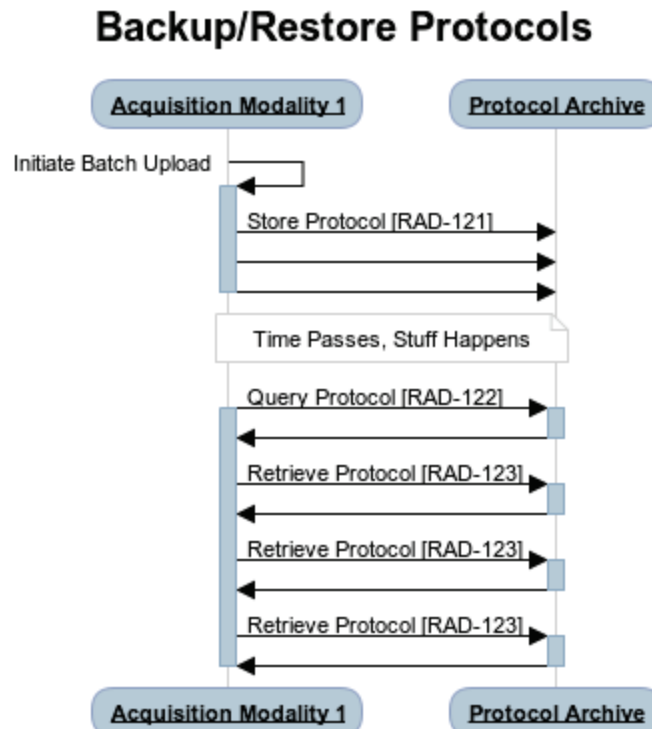 Backup/Restore Protocols
Acquisition Modality 1
Protocol Archive
Initiate Batch Upload
Store Protocol [RAD-121]
Time Passes, Stuff Happens
Query Protocol [RAD-122]
Retrieve Protocol [RAD-123]
Retrieve Protocol [RAD-123]
Retrieve Protocol [RAD-123]
Acquisition Modality 1
Protocol Archive